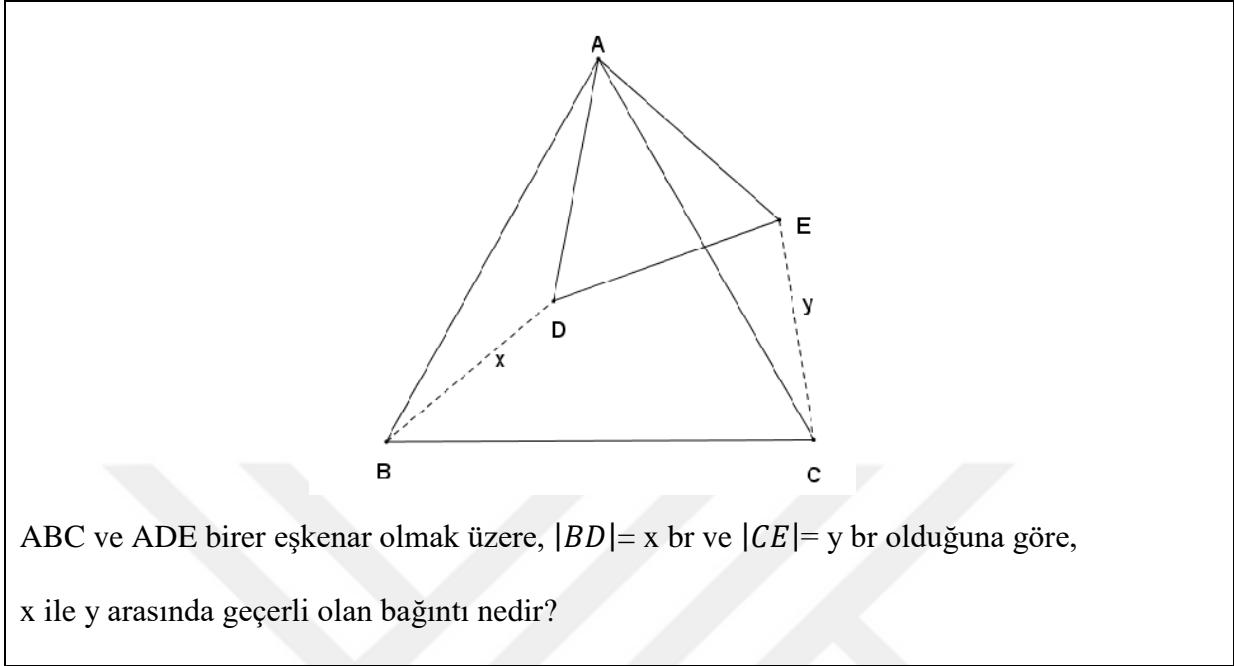 A
E
y
D
x
B
C
ABC ve ADE birer eşkenar olmak üzere, |𝐵𝐷|= x br ve |𝐶𝐸|= y br olduğuna göre,
x ile y arasında geçerli olan bağıntı nedir?